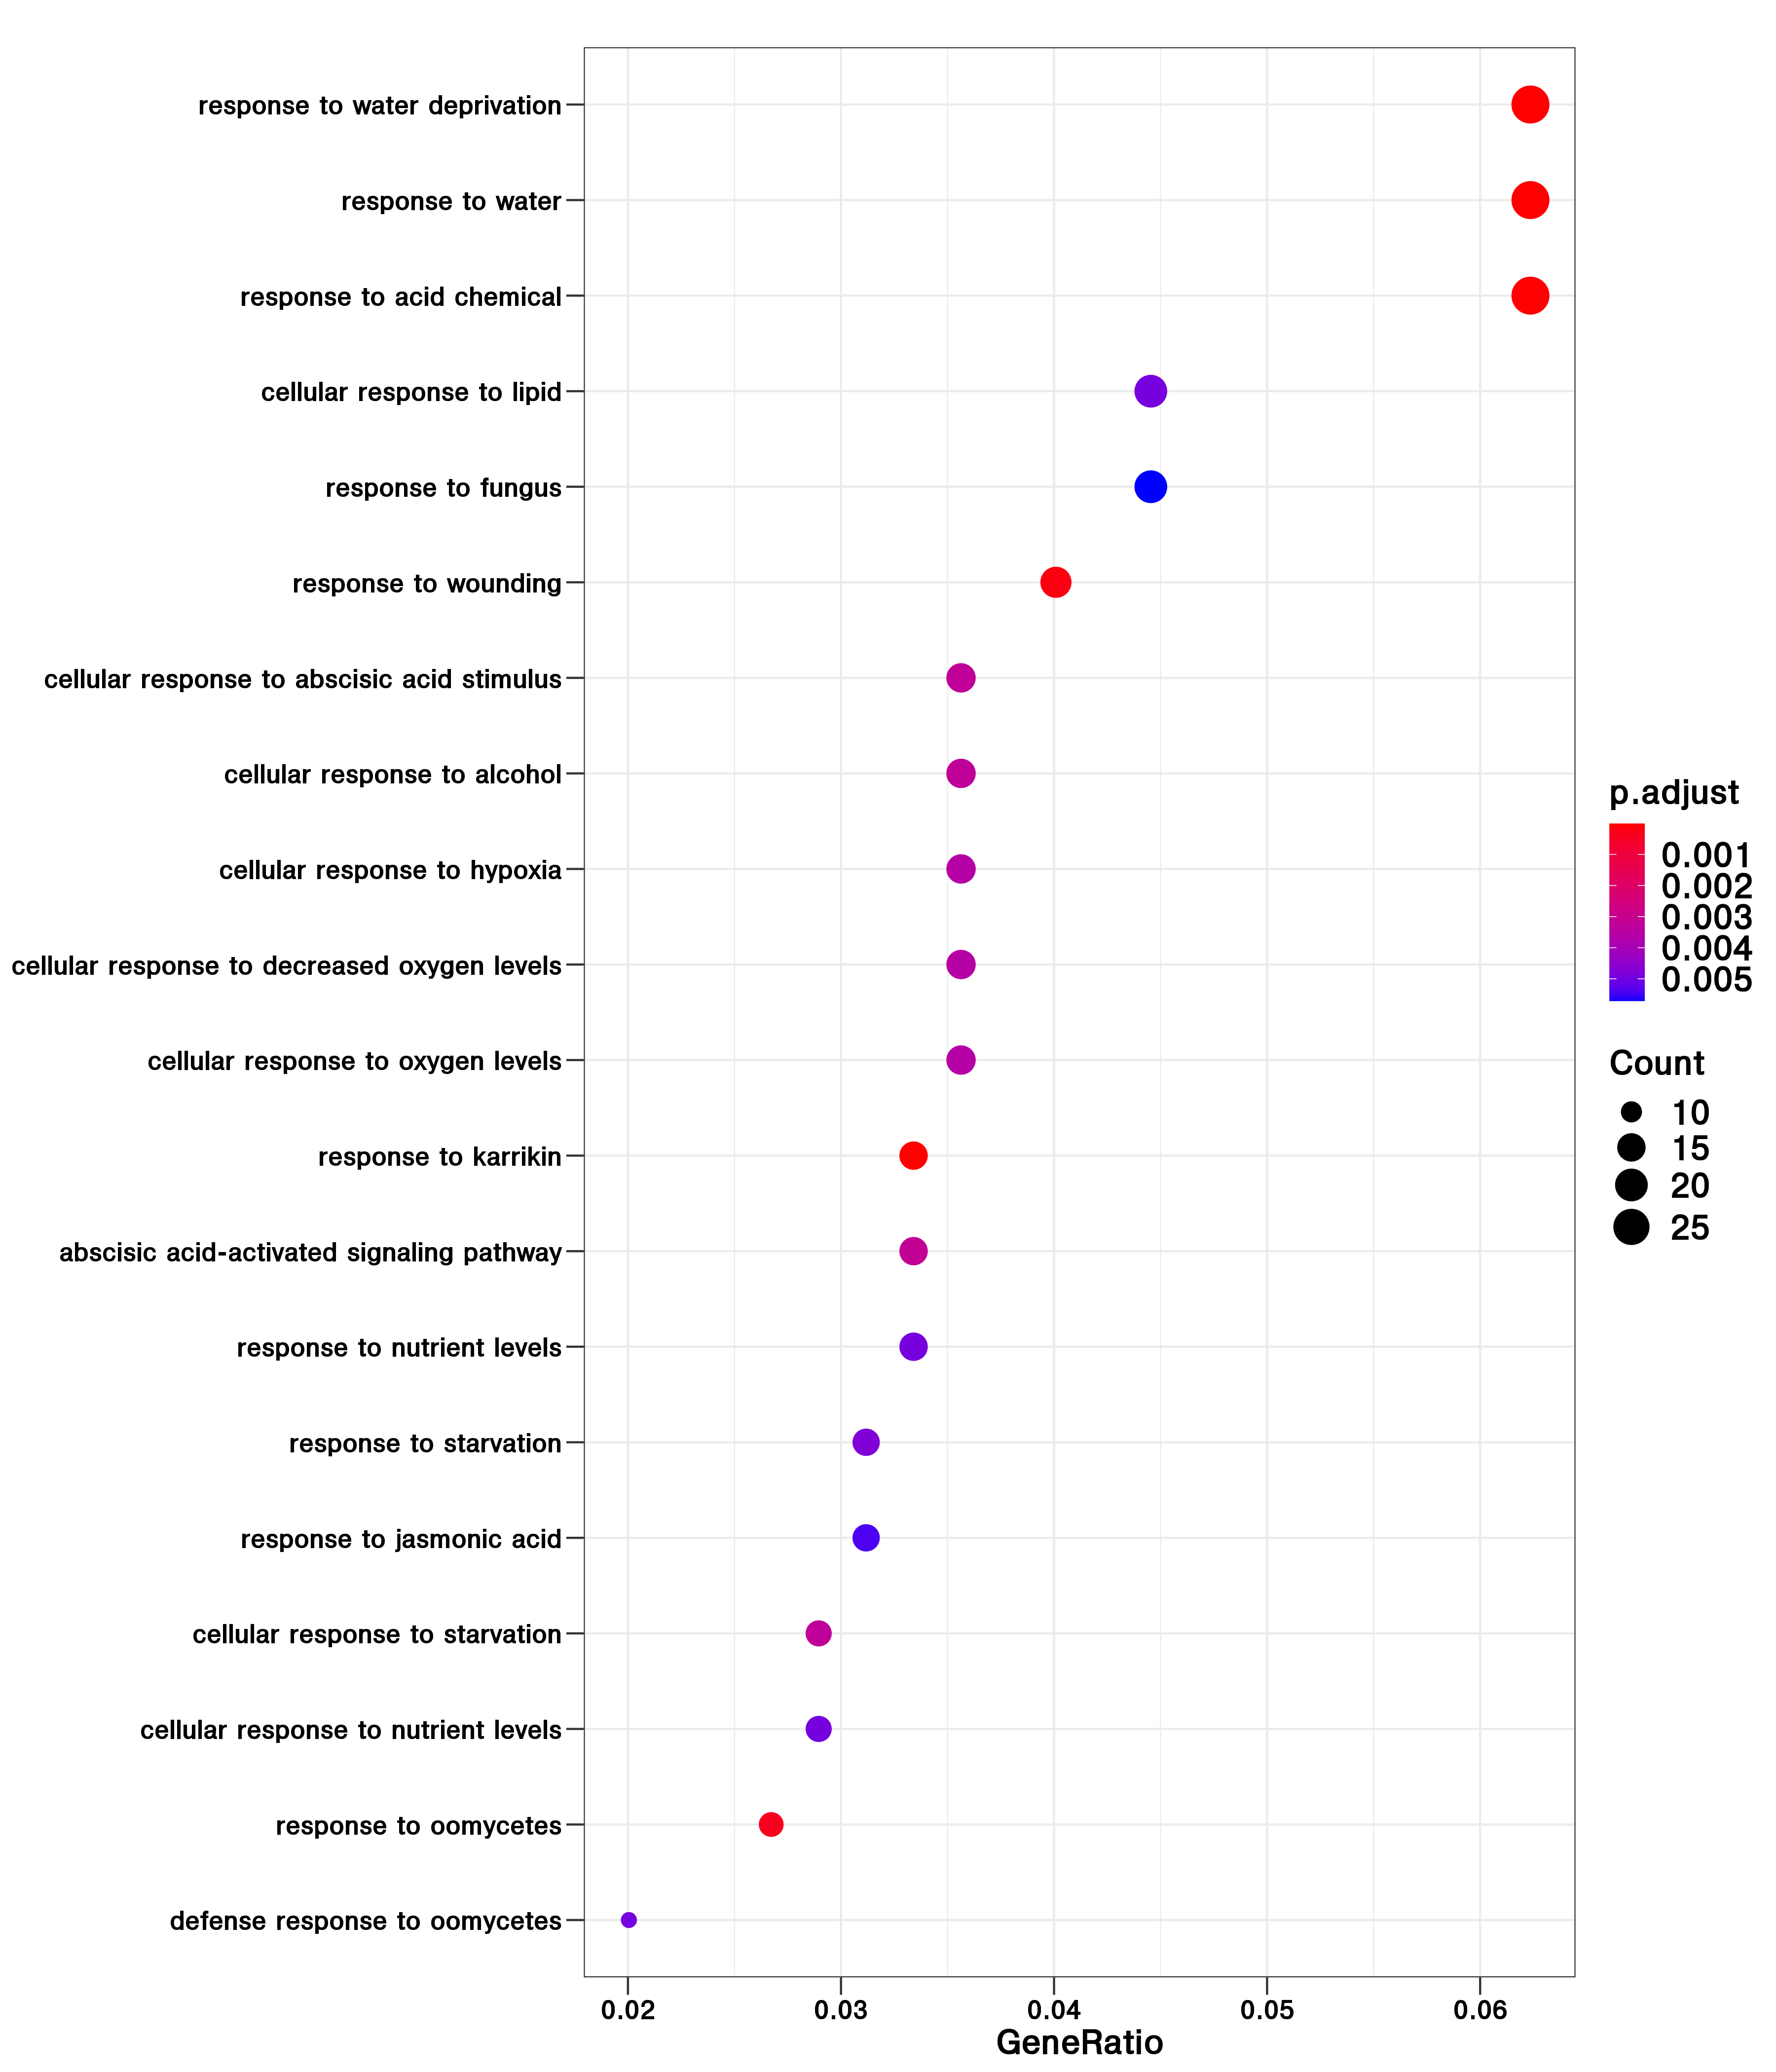 response to water deprivation
response to water
response to acid chemical
cellular response to lipid
response to fungus
response to wounding
cellular response to abscisic acid stimulus
cellular response to alcohol
cellular response to hypoxia
cellular response to decreased oxygen levels
cellular response to oxygen levels
response to karrikin
abscisic acid-activated signaling pathway
response to nutrient levels
response to starvation
response to jasmonic acid
cellular response to starvation
cellular response to nutrient levels
response to oomycetes
defense response to oomycetes
0.02 0.03 0.04 0.05 0.06
GeneRatio
p.adjust
0.001
0.002
0.003
0.004
0.005
Count
10
15
20
25